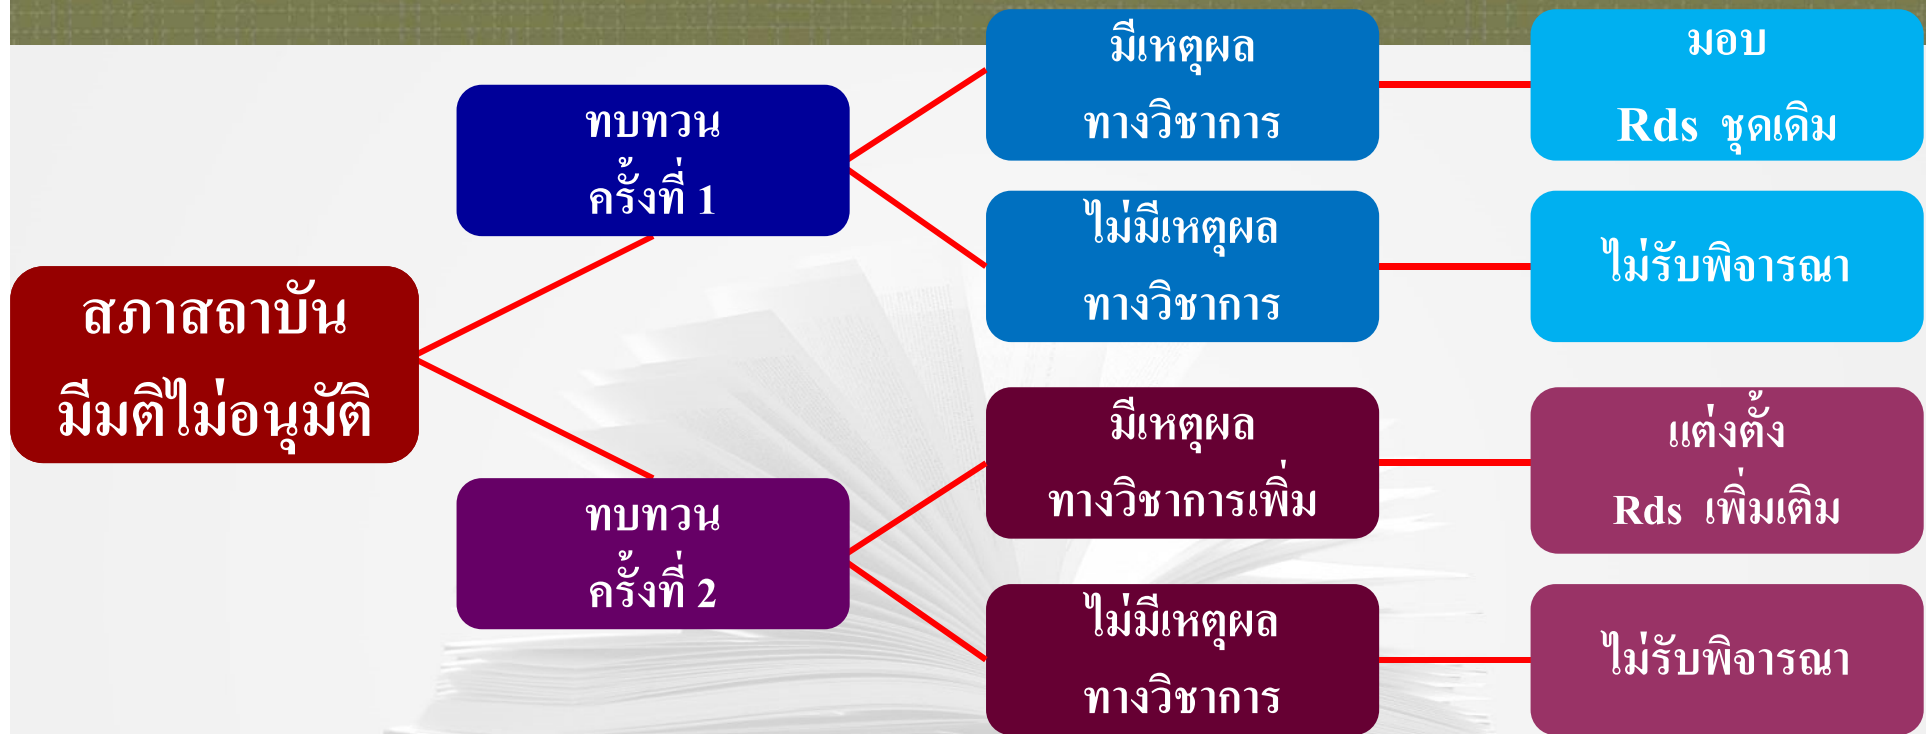 สภาสถาบัน
มีมติไม่อนุมัติ
ทบทวน
ครั้งที่ 1
มีเหตุผล
ทางวิชาการ
มอบ
Rds ชุดเดิม
ไม่มีเหตุผล
ทางวิชาการ
ไม่รับพิจารณา
ทบทวน
ครั้งที่ 2
มีเหตุผล
ทางวิชาการเพิ่ม
แต่งตั้ง
Rds เพิ่มเติม
ไม่มีเหตุผล
ทางวิชาการ
ไม่รับพิจารณา